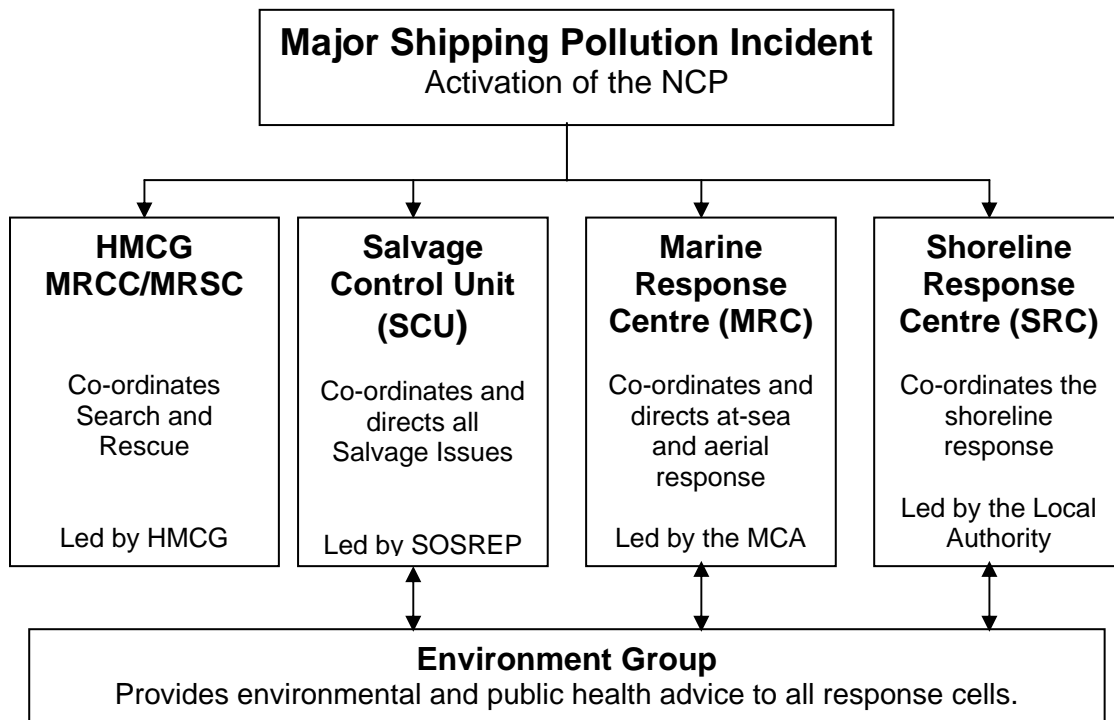 Major Shipping Pollution Incident
Activation of the NCP
HMCG
MRCC/MRSC
Co-ordinates
Search and
Rescue
Led by HMCG
Salvage
Control Unit
(SCU)
Co-ordinates and
directs all
Salvage Issues
Led by SOSREP
Marine
Response
Centre (MRC)
Co-ordinates and
directs at-sea
and aerial
response
Led by the MCA
Shoreline
Response
Centre (SRC)
Co-ordinates the
shoreline
response
Led by the Local
Authority
Environment Group
Provides environmental and public health advice to all response cells.